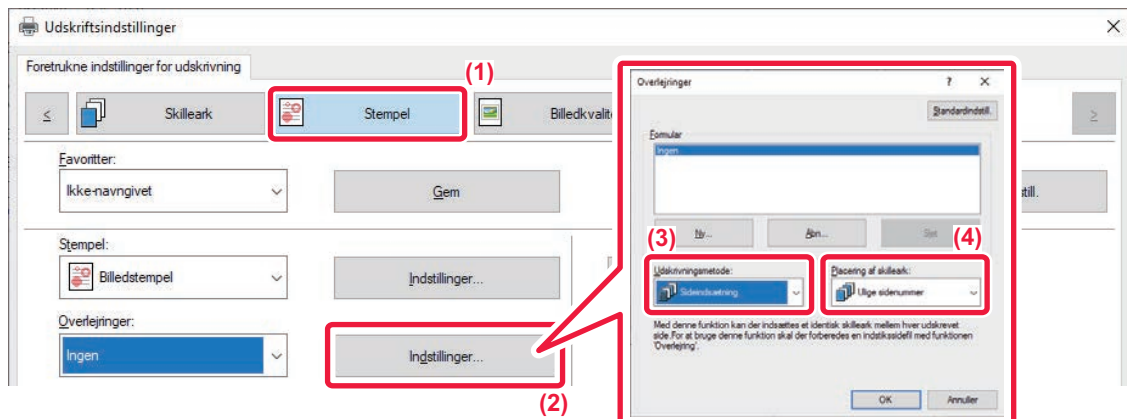 Udskriftsindstillinger
Foretrukne indstillinger for udskrivning
(1)
<
Skilleark
Stempel
Billedkvalite
>
Favoritter:
Ikke-navngivet
Gem
till.
Stempel:
Billedstempel
Indstillinger...
Overlejringer:
Ingen
Indstillinger...
(2)
Overlejringer
?
Standardindstill.
Formular
Ingen
Ny...
Åbn...
Slet
(3)
(4)
Udskrivningsmetode:
Placering af skilleark:
Sideindsætning
Ulige sidenummer
Med denne funktion kan der indsættes et identisk skilleark mellem hver udskrevet
side.For at bruge denne funktion skal der forberedes en indstikssidefil med funktionen
'Overlejring'.
OK
Annuller